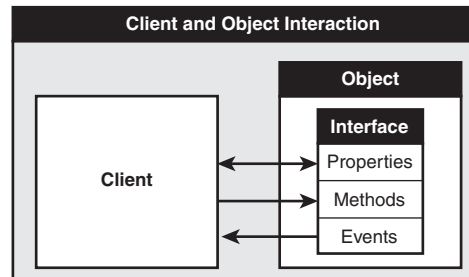 Client and Object Interaction
Object
Interface
Properties
Client
Methods
Events